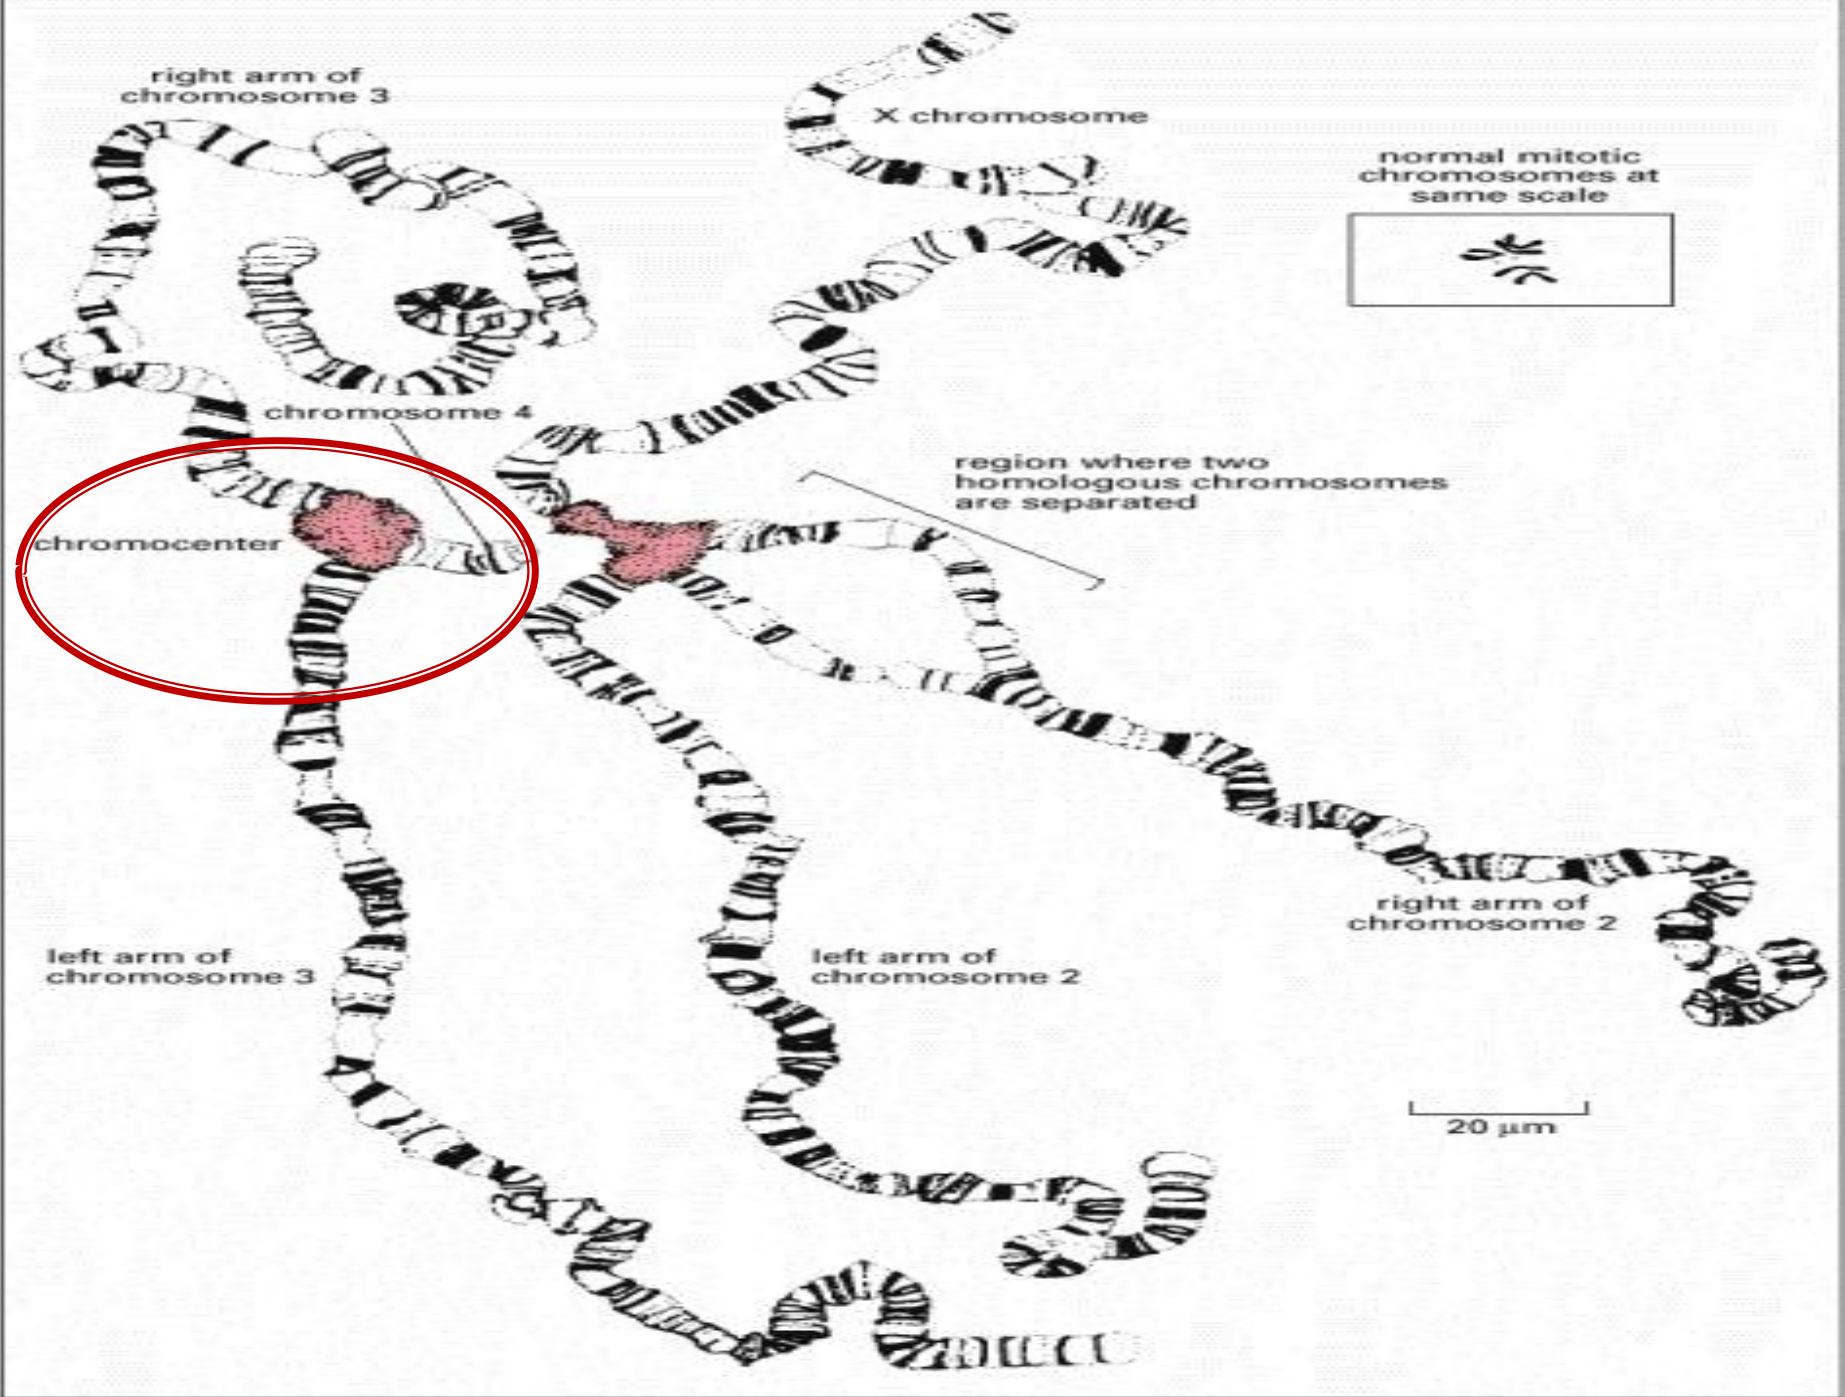 right arm of
chromosome 3
X chromosome
normal mitotic
chromosomes at
same scale
chromosome 4
region where two
homologous chromosomes
are separated
chromocenter
right arm of
chromosome 2
left arm of
chromosome 3
left arm of
chromosome 2
20 µm